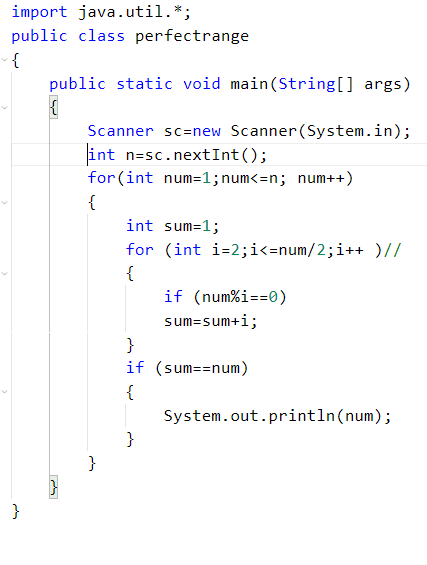 import java.util.*;
public class perfectrange
{
    public static void main(String[] args)
    {
        Scanner sc=new Scanner(System.in);
        int n=sc.nextInt();
        for(int num=1;num<=n; num++)
        {
            int sum=1;
            for (int i=2;i<=num/2;i++ )//
            {
                if (num%i==0)
                sum=sum+i;
            }
            if (sum==num)
            {
                System.out.println(num);
            }
        }
    }
}